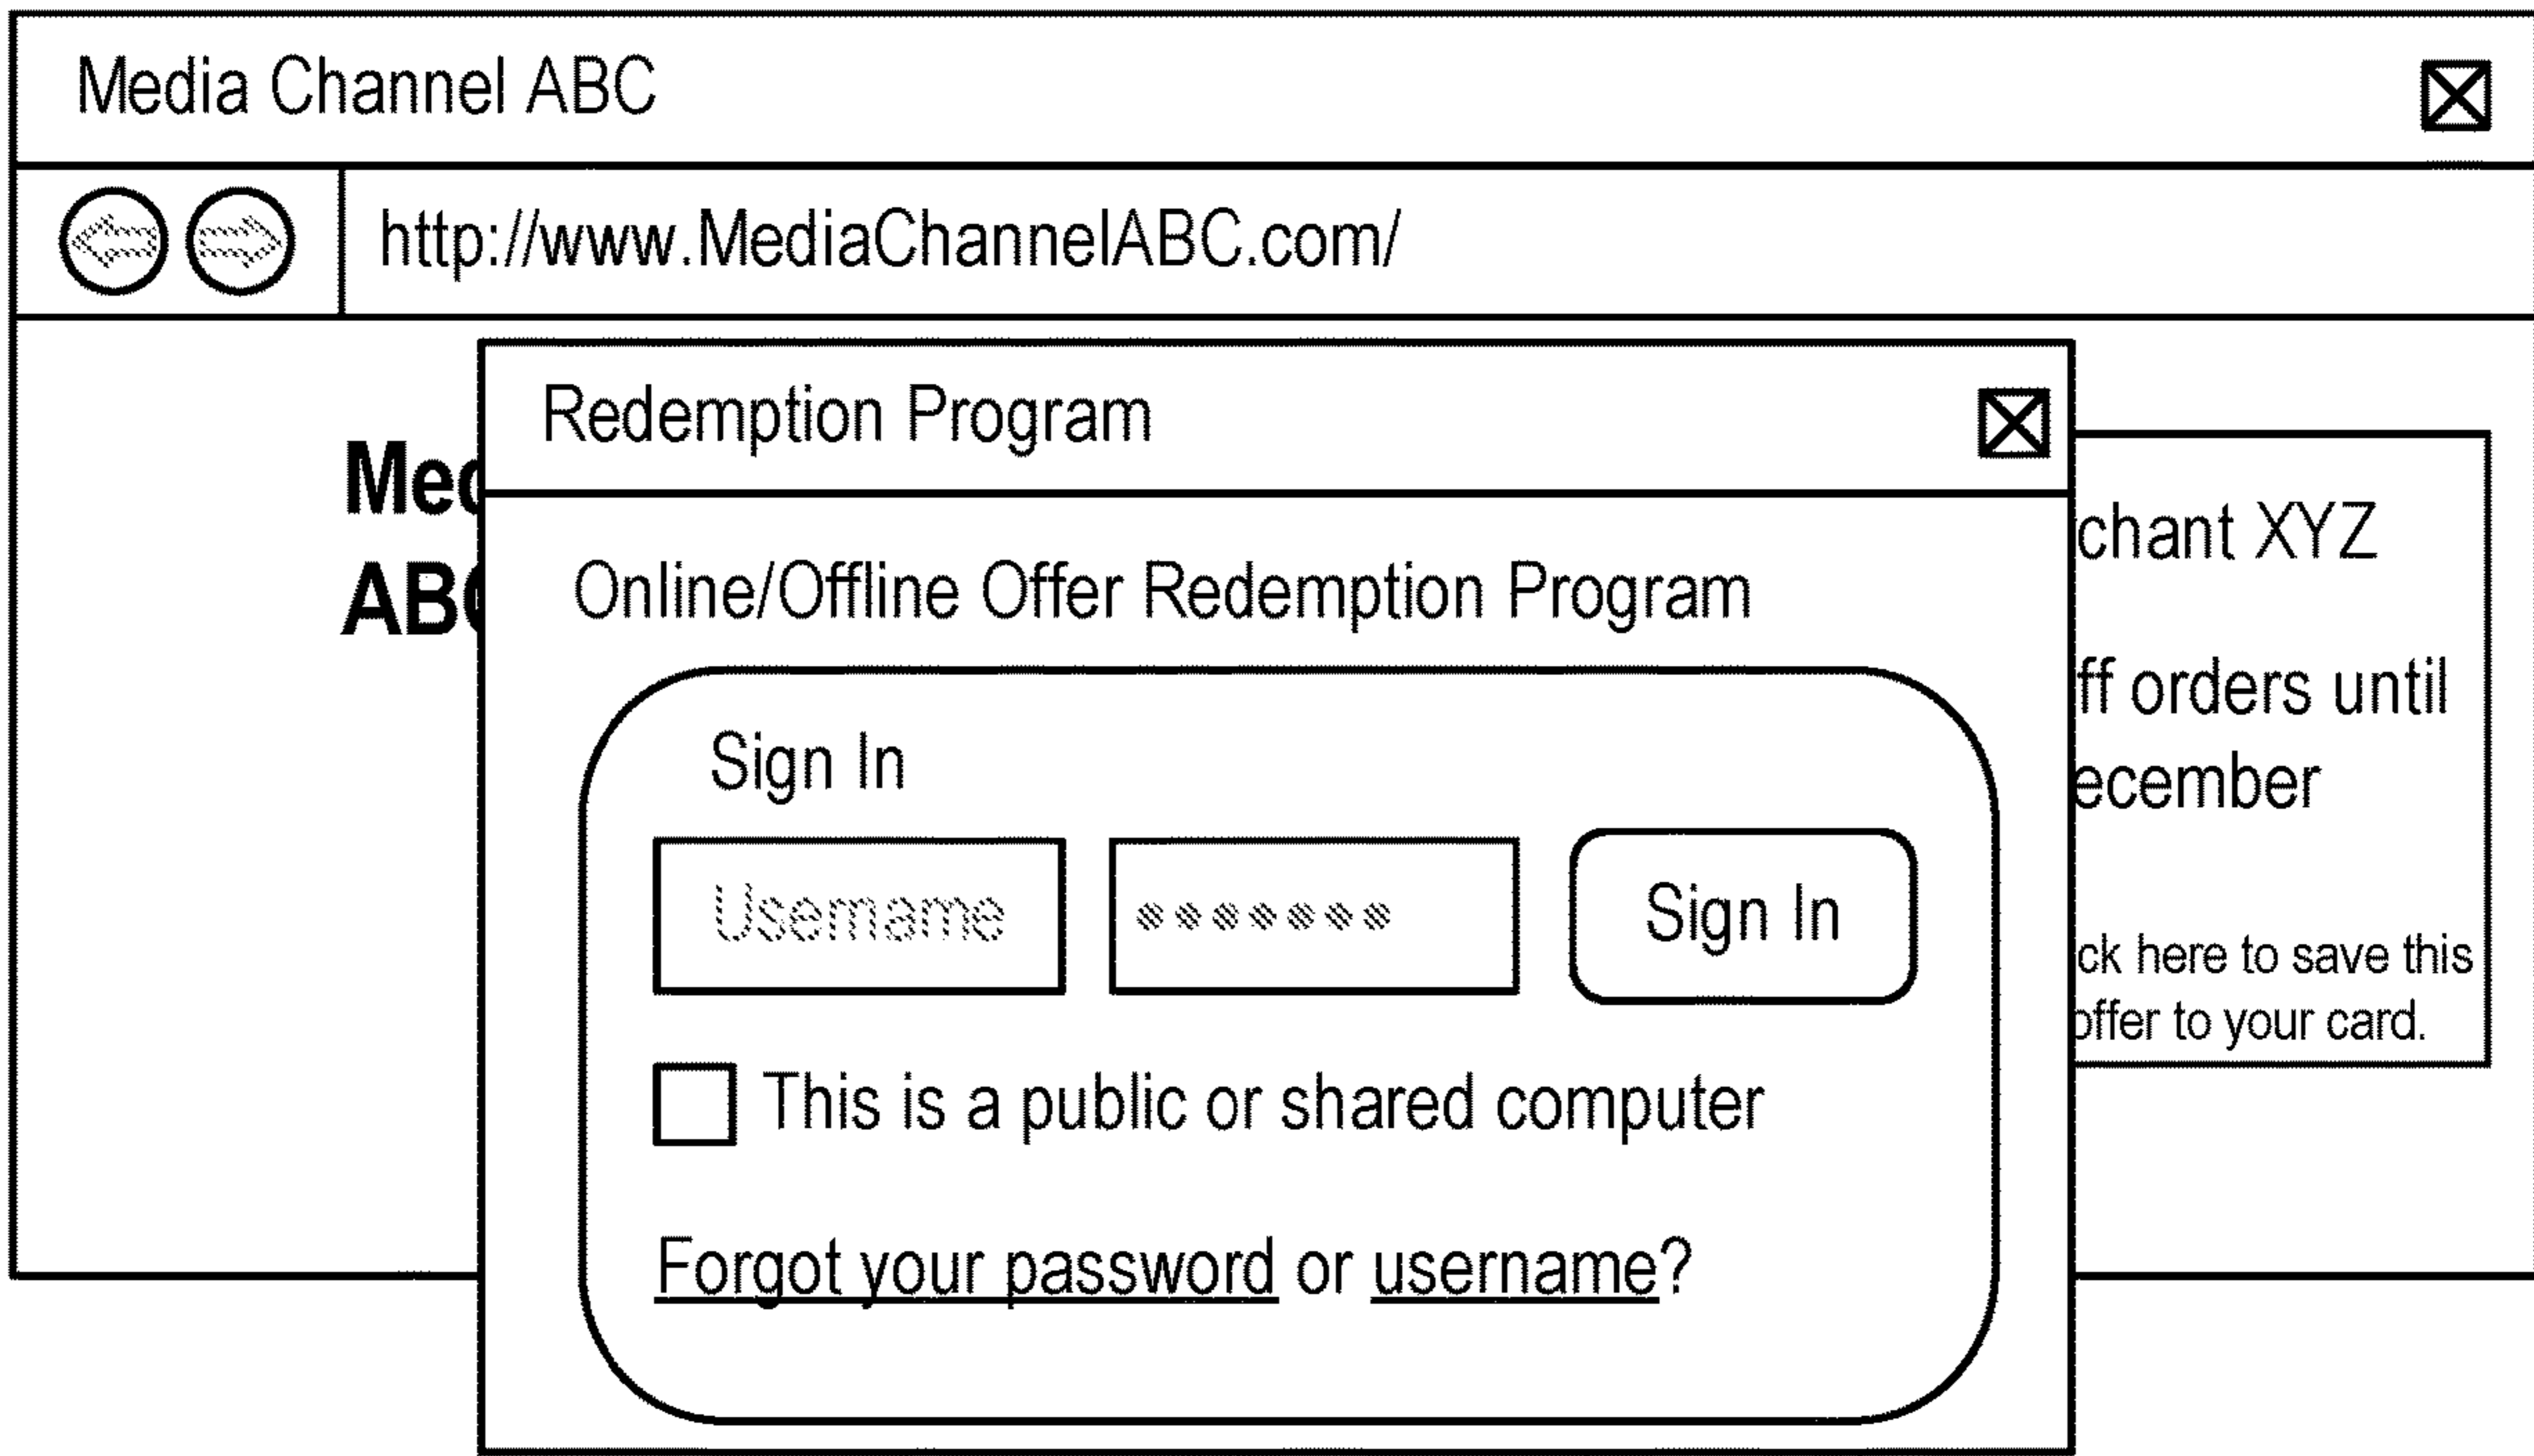 Media Channel ABC
http://www.MediaChannelABC.com/
Redemption Program
Online/Offline Offer Redemption Program
Sign In
Username ••••••• Sign In
This is a public or shared computer
Forgot your password or username?
Med
ABC
chant XYZ
ff orders until
ecember
ck here to save this
offer to your card.